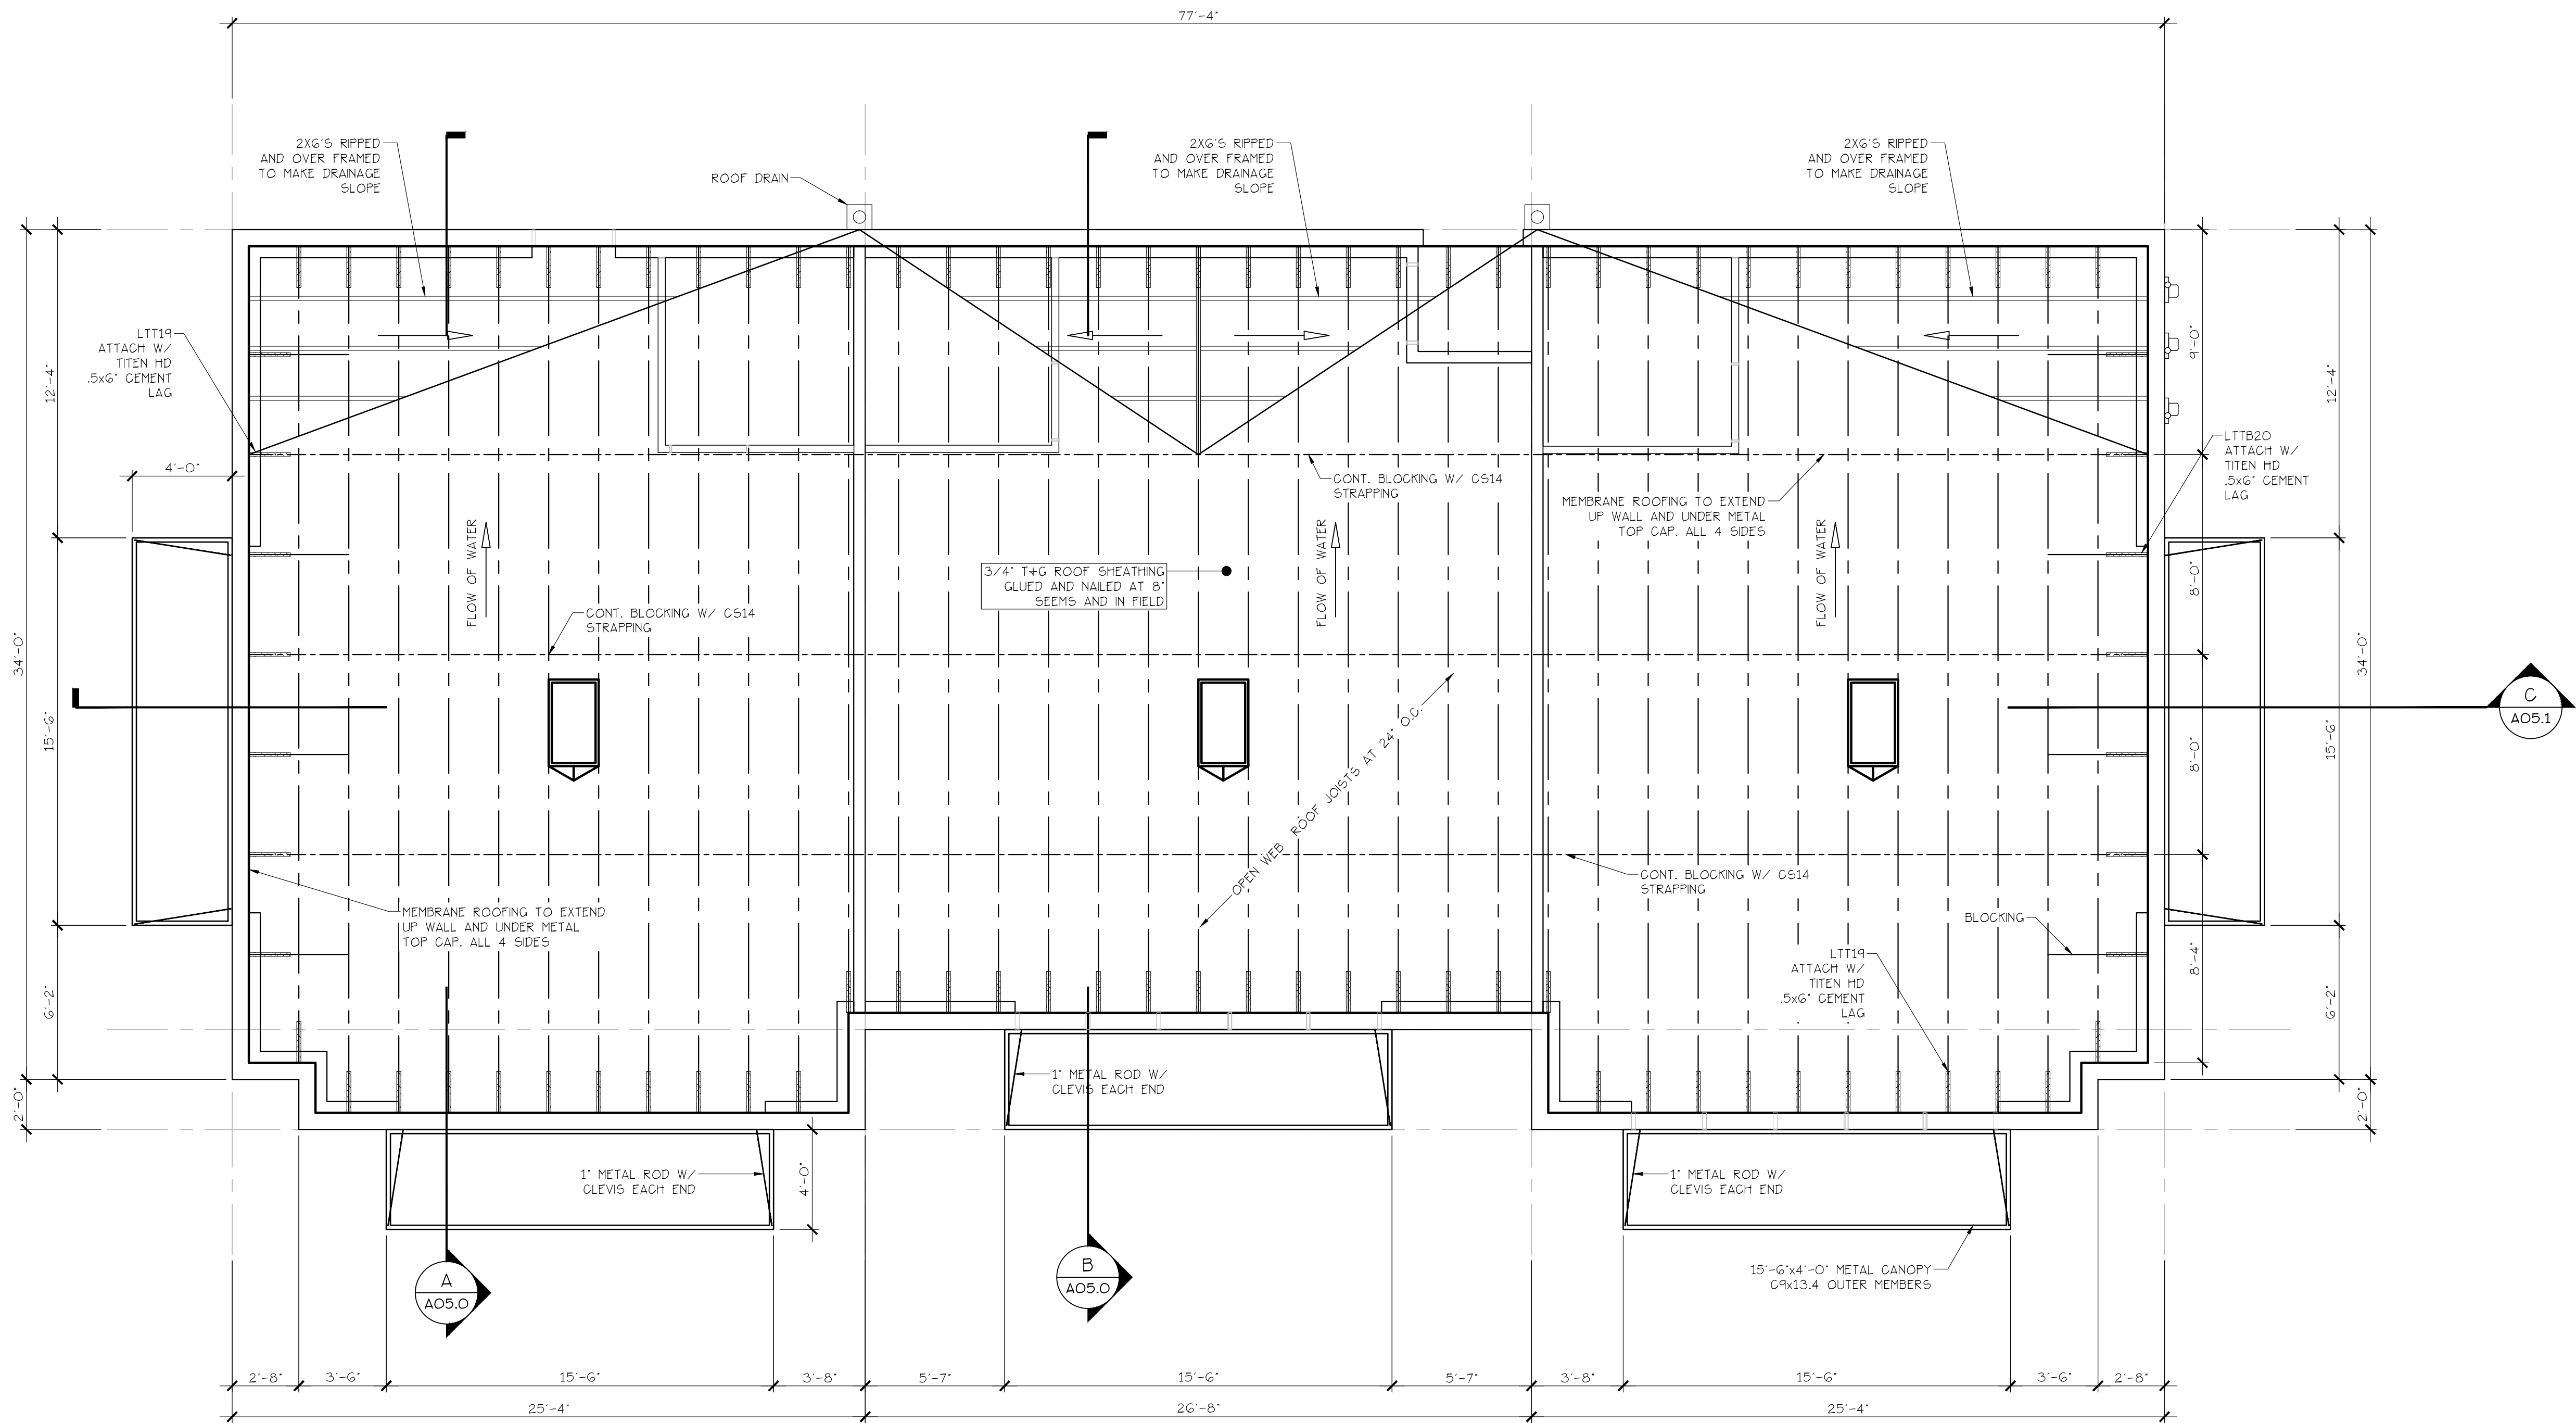 77'-4"
2X6'S RIPPED
AND OVER FRAMED
TO MAKE DRAINAGE
SLOPE
ROOF DRAIN
2X6'S RIPPED
AND OVER FRAMED
TO MAKE DRAINAGE
SLOPE
2X6'S RIPPED
AND OVER FRAMED
TO MAKE DRAINAGE
SLOPE
LTT19
ATTACH W/
TITEN HD
.5x6" CEMENT
LAG
12'-4"
9'-0"
12'-4"
LTTB20
ATTACH W/
TITEN HD
.5x6" CEMENT
LAG
4'-0"
CONT. BLOCKING W/ CS14
STRAPPING
MEMBRANE ROOFING TO EXTEND
UP WALL AND UNDER METAL
TOP CAP. ALL 4 SIDES
FLOW OF WATER
FLOW OF WATER
FLOW OF WATER
3/4" T+G ROOF SHEATHING
GLUED AND NAILED AT 8"
SEEMS AND IN FIELD
8'-0"
CONT. BLOCKING W/ CS14
STRAPPING
34'-0"
34'-0"
15'-6"
8'-0"
15'-6"
C
A05.1
OPEN WEB ROOF JOISTS AT 24" O.C.
CONT. BLOCKING W/ CS14
STRAPPING
MEMBRANE ROOFING TO EXTEND
UP WALL AND UNDER METAL
TOP CAP. ALL 4 SIDES
BLOCKING
LTT19
ATTACH W/
TITEN HD
.5x6" CEMENT
LAG
8'-4"
6'-2"
6'-2"
2'-0"
2'-0"
1" METAL ROD W/
CLEVIS EACH END
1" METAL ROD W/
CLEVIS EACH END
4'-0"
1" METAL ROD W/
CLEVIS EACH END
15'-6"x4'-0" METAL CANOPY
C9x13.4 OUTER MEMBERS
A
A05.0
B
A05.0
2'-8"
3'-6"
15'-6"
3'-8"
5'-7"
15'-6"
5'-7"
3'-8"
15'-6"
3'-6"
2'-8"
25'-4"
26'-8"
25'-4"